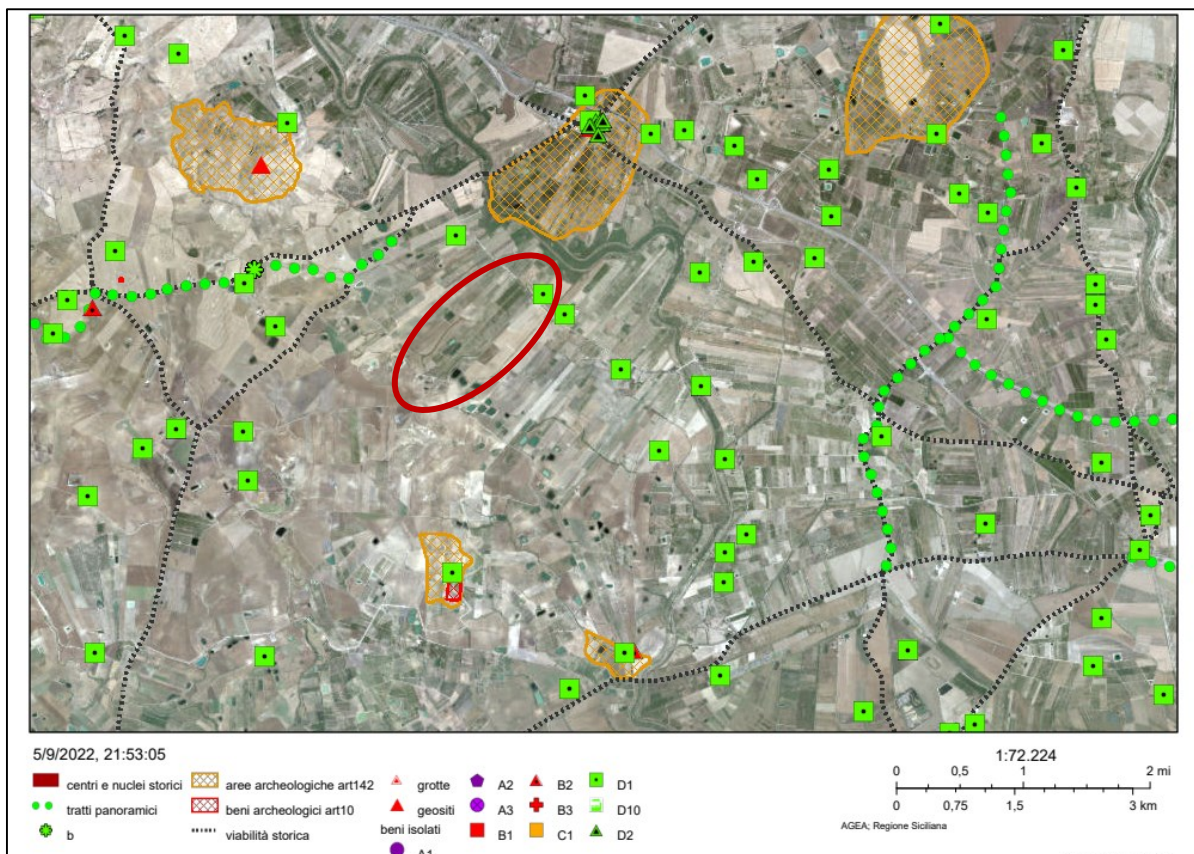 5/9/2022, 21:53:05
1:72.224
centri e nuclei storici
aree archeologiche art142
grotte
A2
B2
D1
0 0,5 1 2 mi
tratti panoramici
beni archeologici art10
geositi
A3
B3
D10
0 0,75 1,5 3 km
b
viabilità storica
beni isolati
B1
C1
D2
AGEA; Regione Siciliana
A1